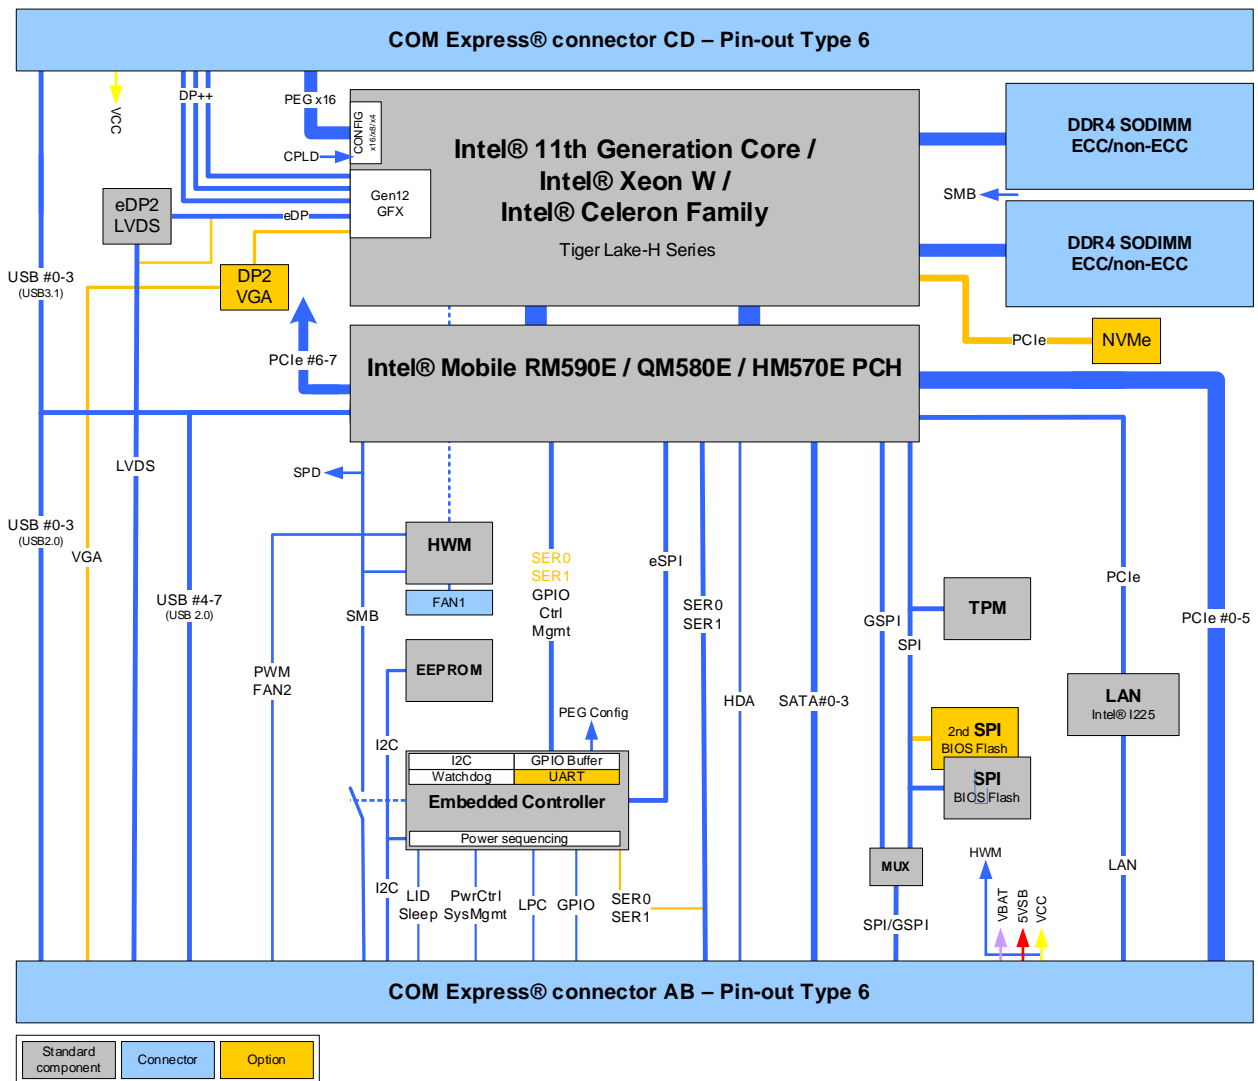 COM Express® connector CD – Pin-out Type 6
DP++
VCC
PEG x16
CONFIG
x16/x8/x4
CPLD
Intel® 11th Generation Core /
Intel® Xeon W /
Intel® Celeron Family
Tiger Lake-H Series
DDR4 SODIMM
ECC/non-ECC
SMB
DDR4 SODIMM
ECC/non-ECC
Gen12
GFX
eDP2
LVDS
eDP
USB #0-3
(USB3.1)
DP2
VGA
PCIe #6-7
PCIe
NVMe
Intel® Mobile RM590E / QM580E / HM570E PCH
LVDS
SPD
USB #0-3
(USB2.0)
VGA
HWM
FAN1
SER0
SER1
GPIO
Ctrl
Mgmt
eSPI
USB #4-7
(USB 2.0)
SMB
SER0
SER1
GSPI
SPI
TPM
PCIe
PCIe #0-5
PWM
FAN2
EEPROM
HDA
SATA#0-3
LAN
Intel® I225
PEG Config
2nd SPI
BIOS Flash
SPI
BIOS Flash
I2C
I2C
GPIO Buffer
Watchdog
UART
Embedded Controller
Power sequencing
MUX
HWM
LAN
I2C
LID
Sleep
PwrCtrl
SysMgmt
LPC
GPIO
SER0
SER1
SPI/GSPI
VBAT
5VSB
VCC
COM Express® connector AB – Pin-out Type 6
Standard
component
Connector
Option